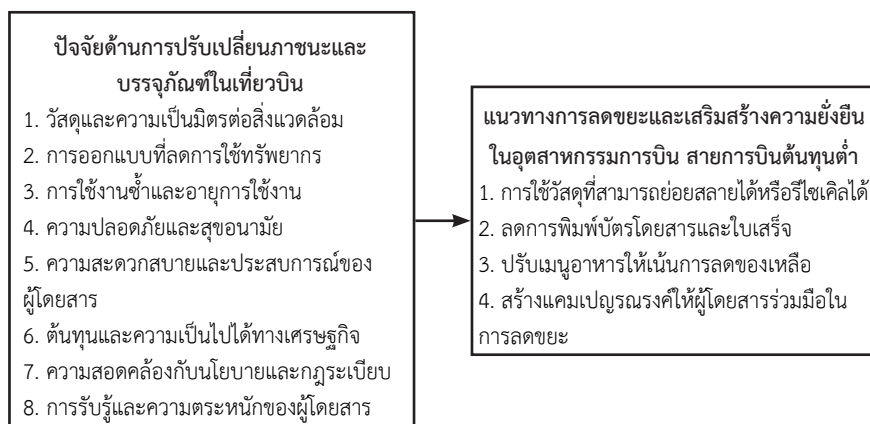 ปัจจัยด้านการปรับเปลี่ยนภาชนะและ
บรรจุภัณฑ์ในเที่ยวบิน
1. วัสดุและความเป็นมิตรต่อสิ่งแวดล้อม
2. การออกแบบที่ลดการใช้ทรัพยากร
3. การใช้งานซ้ำและอายุการใช้งาน
4. ความปลอดภัยและสุขอนามัย
5. ความสะดวกสบายและประสบการณ์ของ
ผู้โดยสาร
6. ต้นทุนและความเป็นไปได้ทางเศรษฐกิจ
7. ความสอดคล้องกับนโยบายและกฎระเบียบ
8. การรับรู้และความตระหนักของผู้โดยสาร
แนวทางการลดขยะและเสริมสร้างความยั่งยืน
ในอุตสาหกรรมการบิน สายการบินต้นทุนต่ำ
1. การใช้วัสดุที่สามารถย่อยสลายได้หรือรีไซเคิลได้
2. ลดการพิมพ์บัตรโดยสารและใบเสร็จ
3. ปรับเมนูอาหารให้เน้นการลดของเหลือ
4. สร้างแคมเปญรณรงค์ให้ผู้โดยสารร่วมมือใน
การลดขยะ